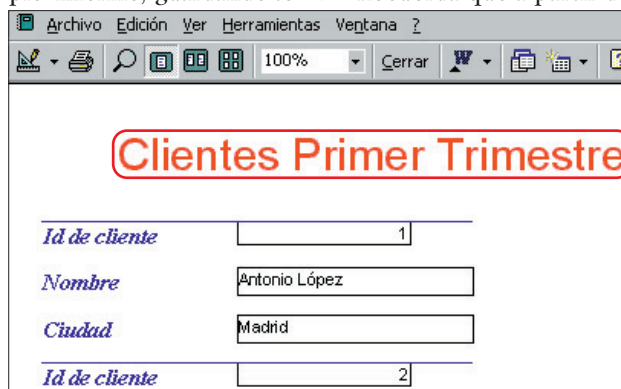 Archivo Edición Ver Herramientas Ventana ?
100% Cerrar W
Clientes Primer Trimestre
Id de cliente 1
Nombre Antonio López
Ciudad Madrid
Id de cliente 2